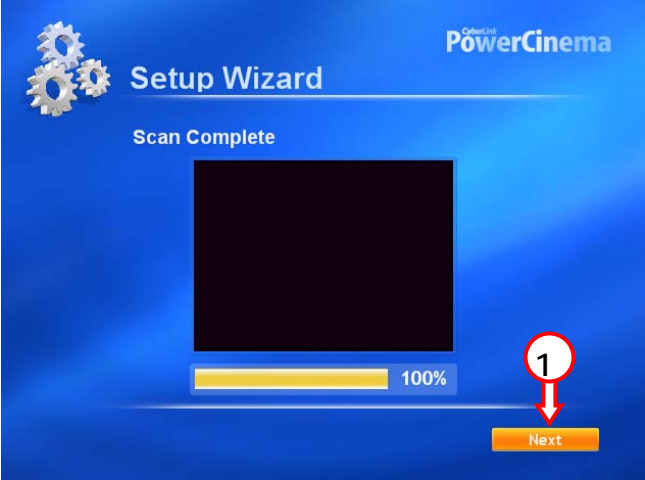 CyberLink
PowerCinema
Setup Wizard
Scan Complete
100%
1
Next